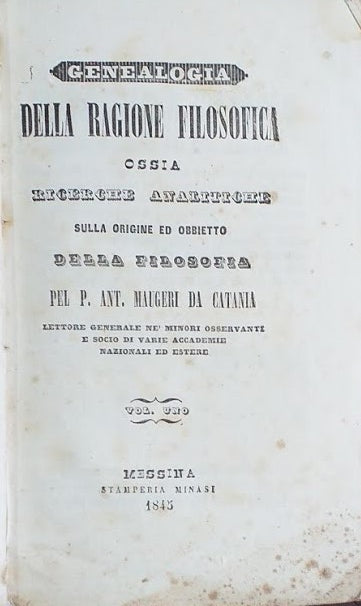 GENEALOGIA
DELLA RAGIONE FILOSOFICA
OSSIA
RICERCHE ANALITICHE
SULLA ORIGINE ED OBBIETTO
DELLA FILOSOFIA
PEL P. ANT. MAUGERI DA CATANIA
LETTORE GENERALE NE' MINORI OSSERVANTI
E SOCIO DI VARIE ACCADEMIE
NAZIONALI ED ESTERE
VOL. UNO
MESSINA
STAMPERIA MINASI
1845